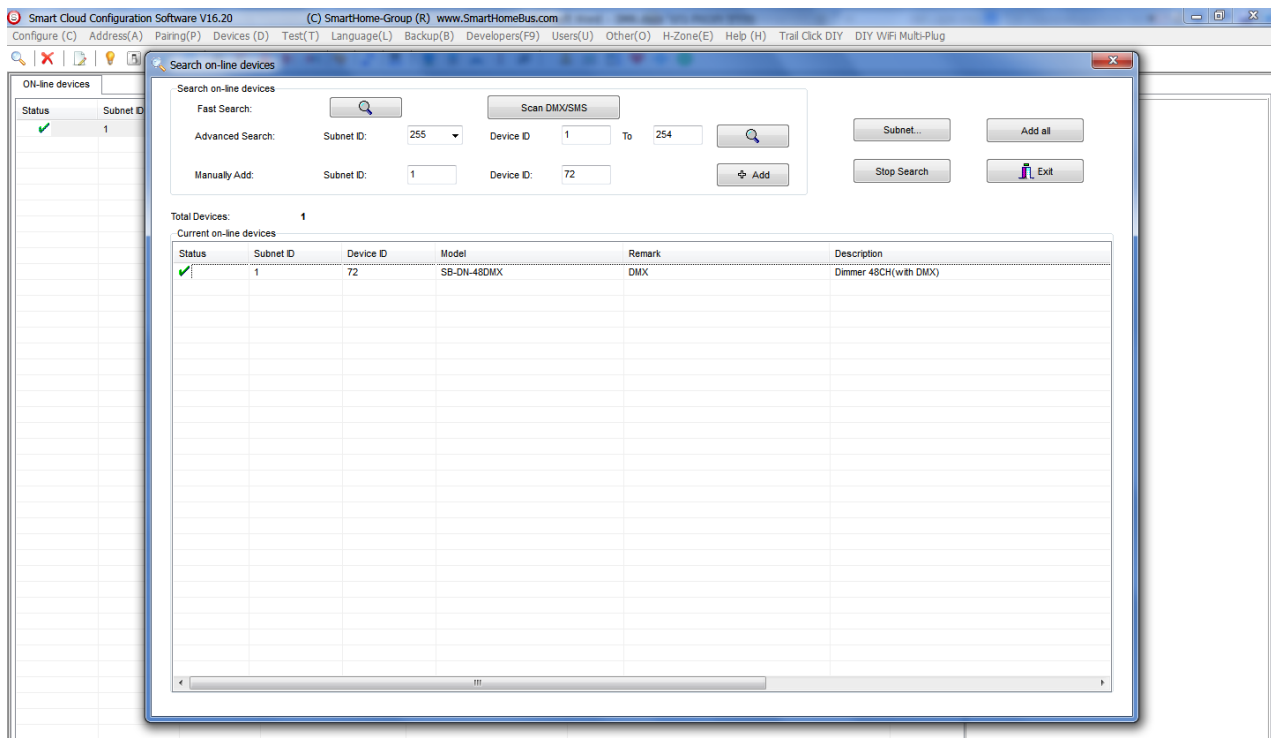 Smart Cloud Configuration Software V16.20 (C) SmartHome-Group (R) www.SmartHomeBus.com
Configure (C) Address(A) Pairing(P) Devices (D) Test(T) Language(L) Backup(B) Developers(F9) Users(U) Other(O) H-Zone(E) Help (H) Trail Click DIY DIY WiFi Multi-Plug
Search on-line devices
ON-line devices
Status Subnet ID
1
Search on-line devices
Fast Search: Scan DMX/SMS
Advanced Search: Subnet ID: 255 Device ID 1 To 254
Subnet... Add all
Manually Add: Subnet ID: 1 Device ID: 72 Add
Stop Search Exit
Total Devices: 1
Current on-line devices
Status Subnet ID Device ID Model Remark Description
1 72 SB-DN-48DMX DMX Dimmer 48CH(with DMX)